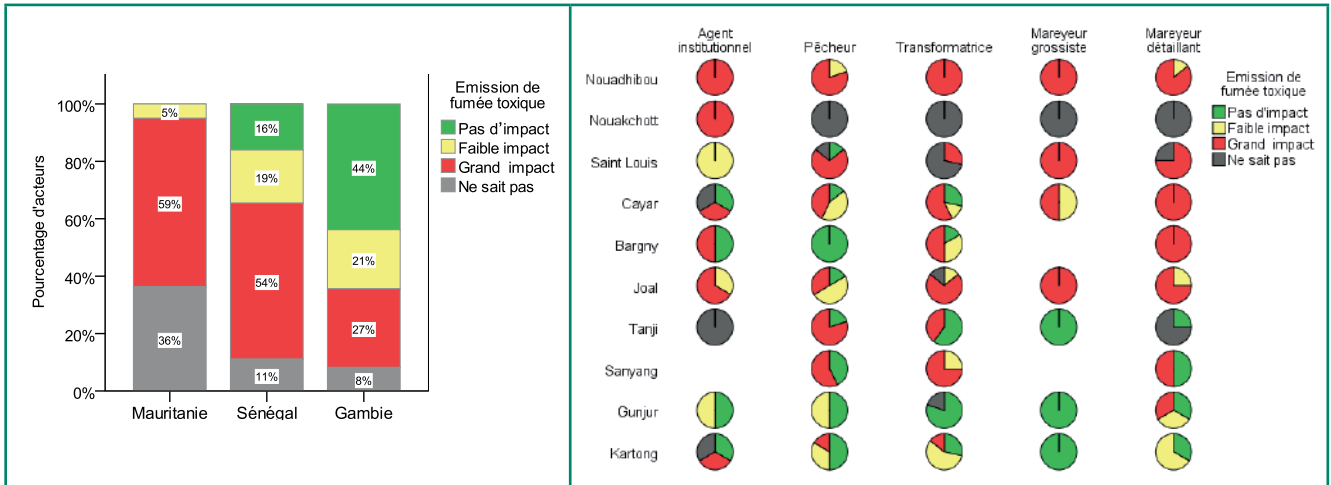 Pourcentage d'acteurs
100%
80%
60%
40%
20%
0%
5%
59%
36%
16%
19%
54%
11%
44%
21%
27%
8%
Mauritanie
Sénégal
Gambie
Emission de
fumée toxique
Pas d'impact
Faible impact
Grand impact
Ne sait pas
Agent
institutionnel
Pêcheur
Transformatrice
Mareyeur
grossiste
Mareyeur
détaillant
Nouadhibou
Nouakchott
Saint Louis
Cayar
Bargny
Joal
Tanji
Sanyang
Gunjur
Kartong
Emission de
fumée toxique
Pas d'impact
Faible impact
Grand impact
Ne sait pas